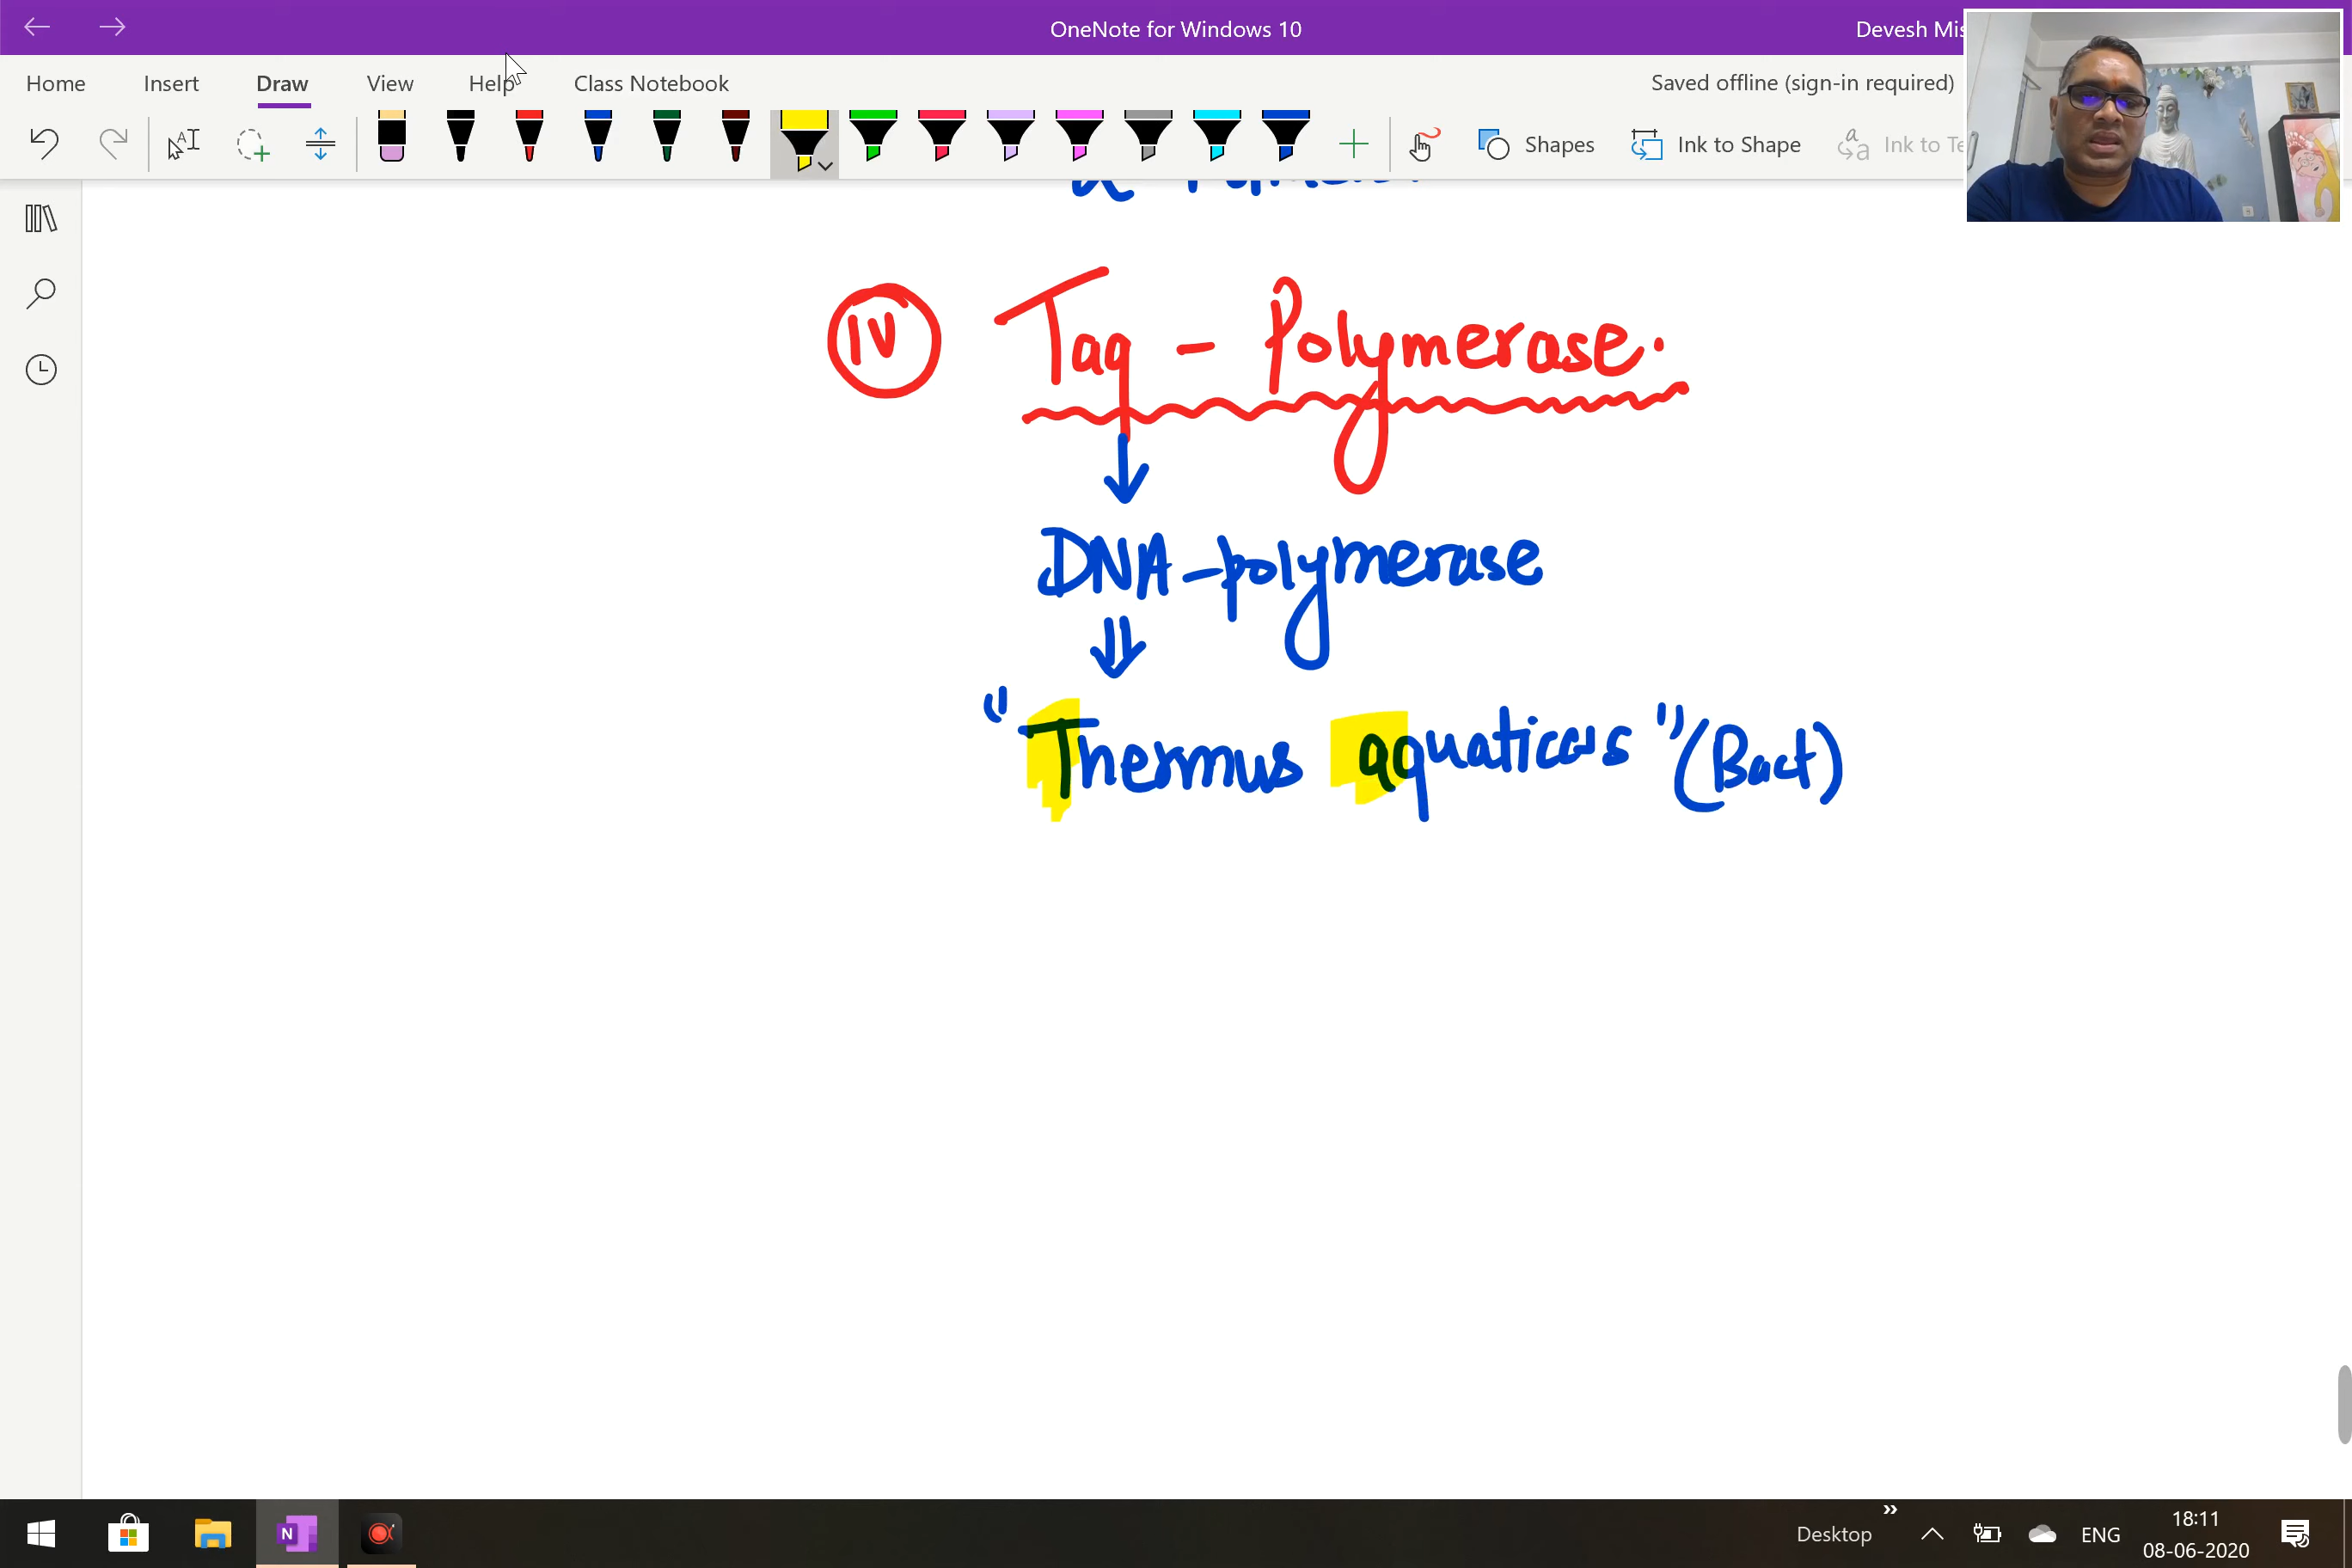 OneNote for Windows 10
Devesh
Home Insert Draw View Help Class Notebook
Saved offline (sign-in required)
Shapes Ink to Shape Ink to
IV Taq - Polymerase.
DNA-polymerase
"Thermus aquaticus" (Bact)
Desktop ENG 18:11
08-06-2020